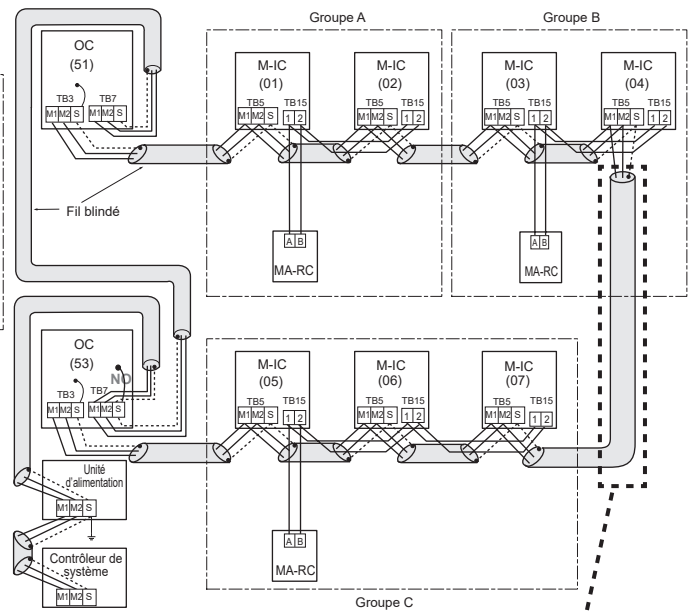 Groupe A
Groupe B
OC
(51)
TB3
TB7
M1 M2 S
M1 M2 S
M-IC
(01)
TB5
TB15
M1 M2 S
1 2
M-IC
(02)
TB5
TB15
M1 M2 S
1 2
M-IC
(03)
TB5
TB15
M1 M2 S
1 2
M-IC
(04)
TB5
TB15
M1 M2 S
1 2
Fil blindé
A B
MA-RC
A B
MA-RC
OC
(53)
NO
TB3
TB7
M1 M2 S
M1 M2 S
M-IC
(05)
TB5
TB15
M1 M2 S
1 2
M-IC
(06)
TB5
TB15
M1 M2 S
1 2
M-IC
(07)
TB5
TB15
M1 M2 S
1 2
Unité
d'alimentation
M1 M2 S
Contrôleur de
système
M1 M2 S
A B
MA-RC
Groupe C